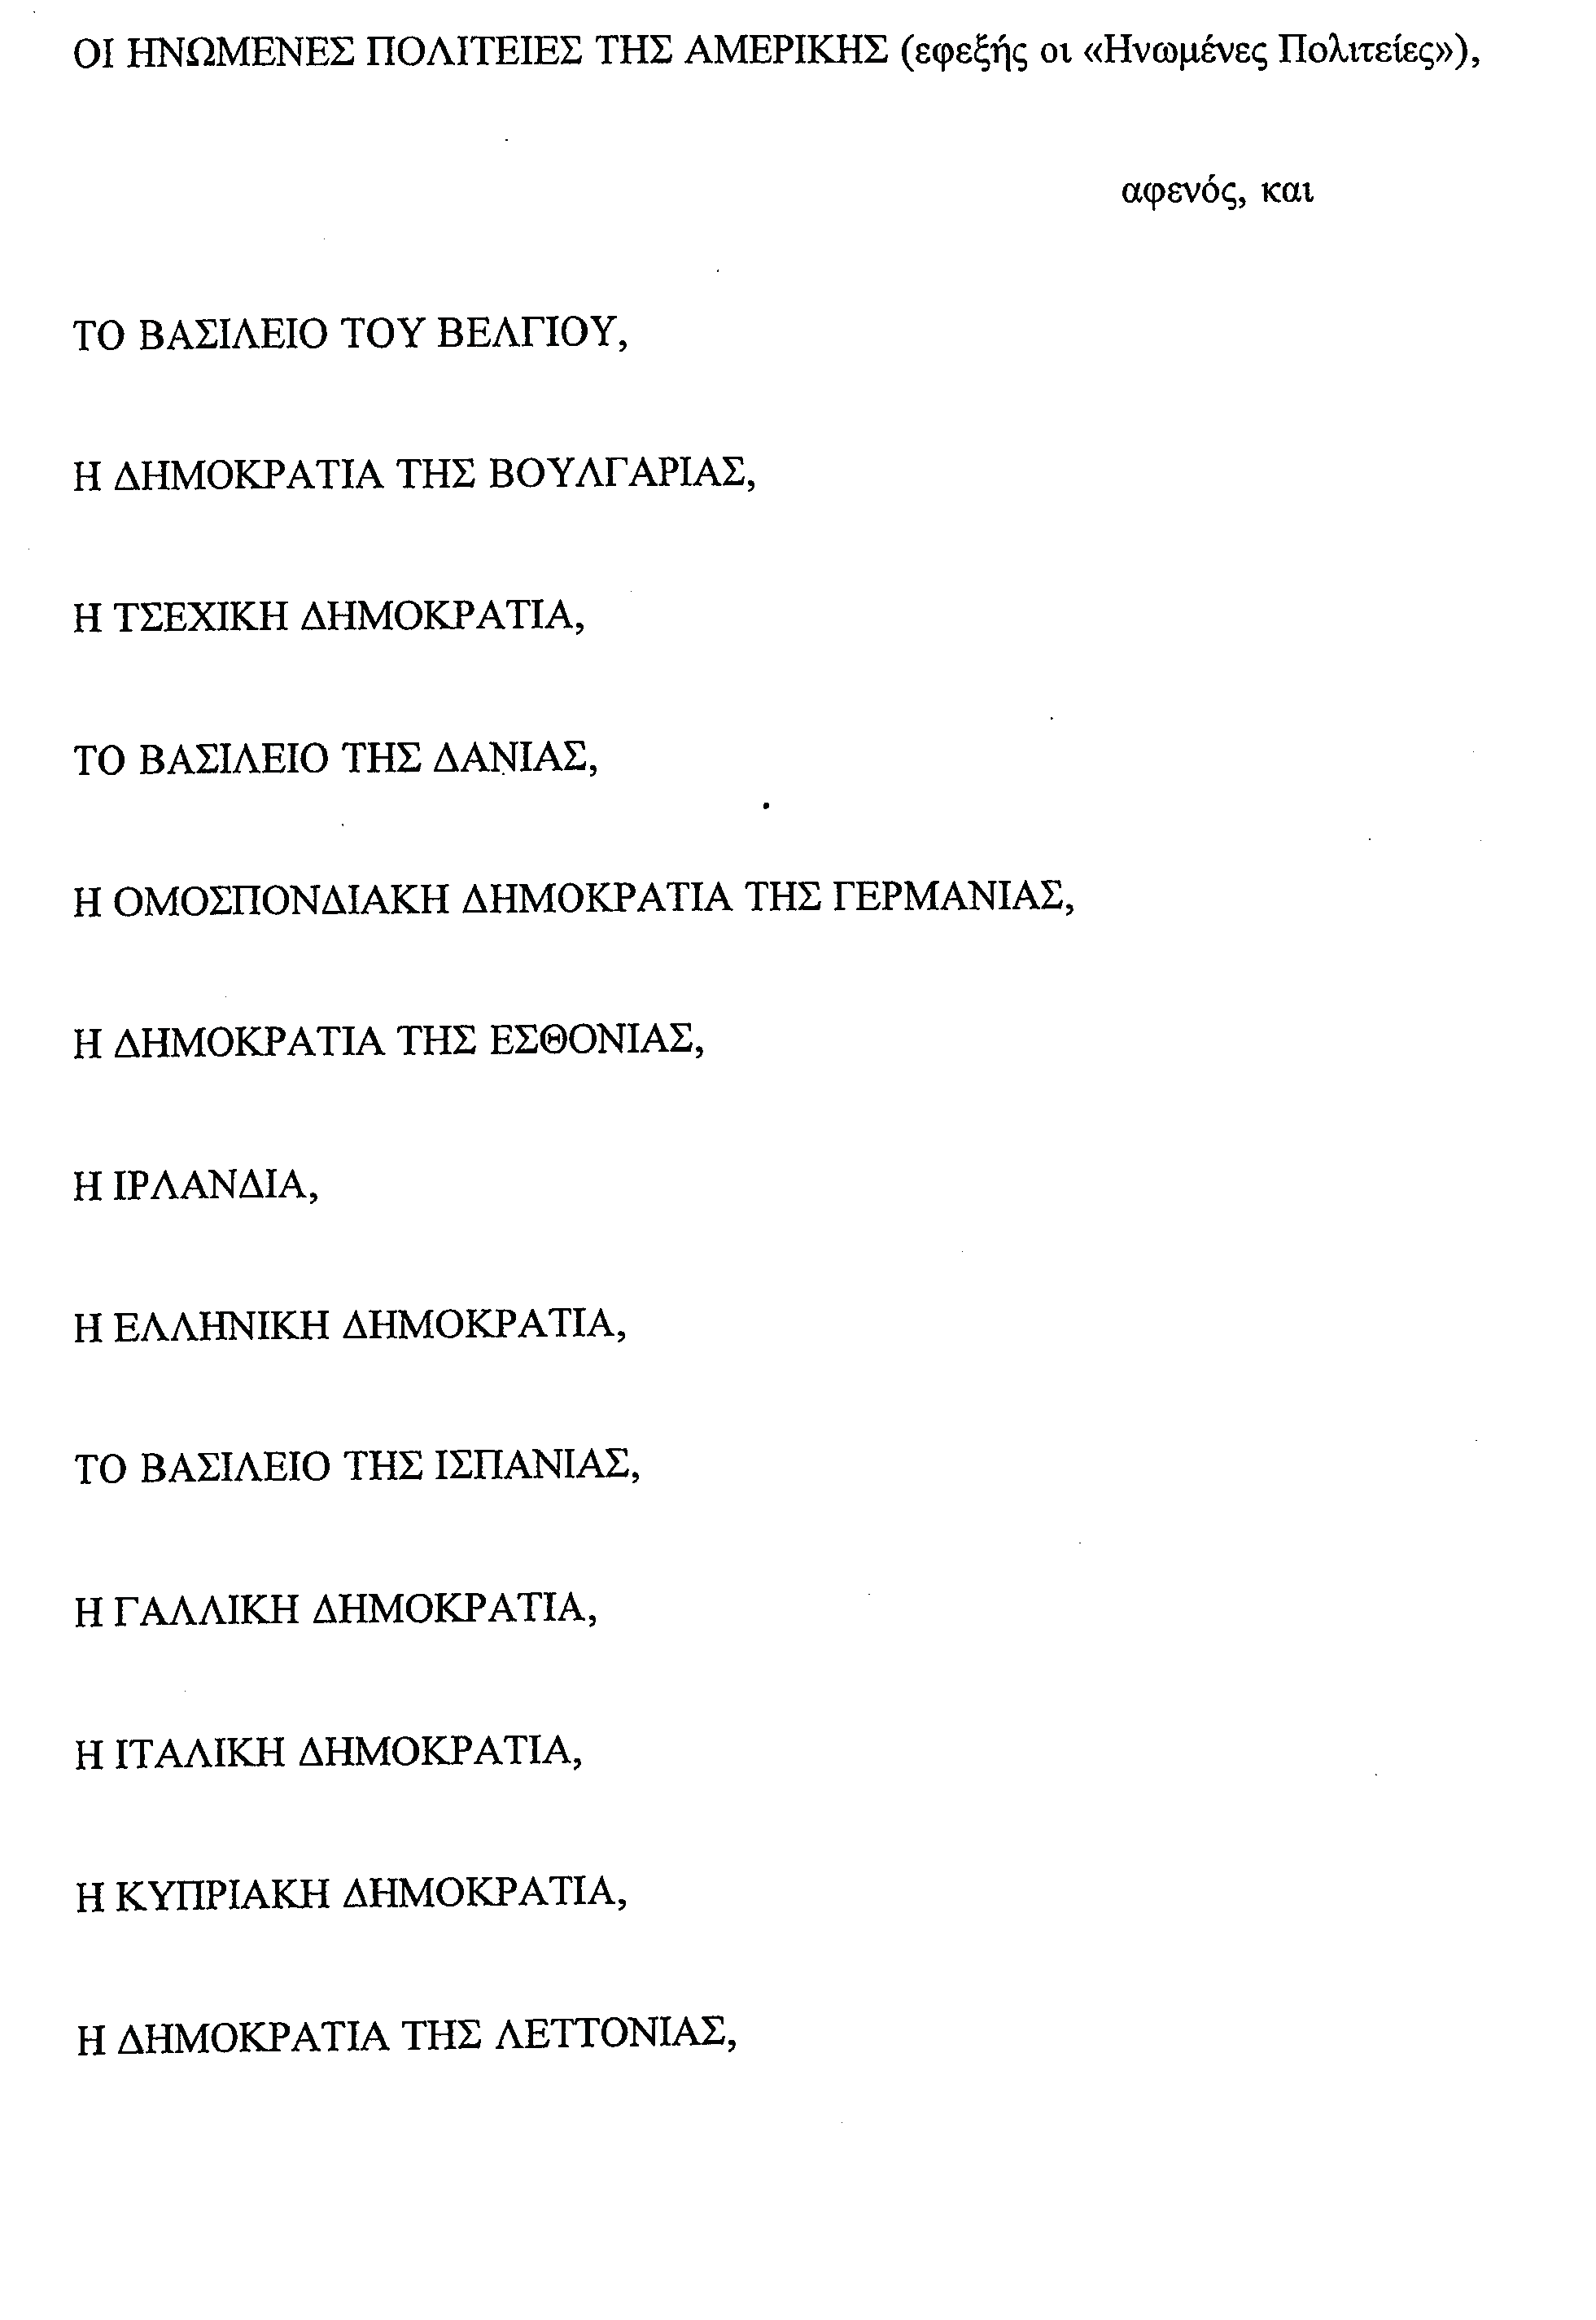 ΟΙ ΗΝΩΜΕΝΕΣ ΠΟΛΙΤΕΙΕΣ ΤΗΣ ΑΜΕΡΙΚΗΣ (εφεξής οι «Ηνωμένες Πολιτείες»),
αφενός, και
ΤΟ ΒΑΣΙΛΕΙΟ ΤΟΥ ΒΕΛΓΙΟΥ,
Η ΔΗΜΟΚΡΑΤΙΑ ΤΗΣ ΒΟΥΛΓΑΡΙΑΣ,
Η ΤΣΕΧΙΚΗ ΔΗΜΟΚΡΑΤΙΑ,
ΤΟ ΒΑΣΙΛΕΙΟ ΤΗΣ ΔΑΝΙΑΣ,
Η ΟΜΟΣΠΟΝΔΙΑΚΗ ΔΗΜΟΚΡΑΤΙΑ ΤΗΣ ΓΕΡΜΑΝΙΑΣ,
Η ΔΗΜΟΚΡΑΤΙΑ ΤΗΣ ΕΣΘΟΝΙΑΣ,
Η ΙΡΛΑΝΔΙΑ,
Η ΕΛΛΗΝΙΚΗ ΔΗΜΟΚΡΑΤΙΑ,
ΤΟ ΒΑΣΙΛΕΙΟ ΤΗΣ ΙΣΠΑΝΙΑΣ,
Η ΓΑΛΛΙΚΗ ΔΗΜΟΚΡΑΤΙΑ,
Η ΙΤΑΛΙΚΗ ΔΗΜΟΚΡΑΤΙΑ,
Η ΚΥΠΡΙΑΚΗ ΔΗΜΟΚΡΑΤΙΑ,
Η ΔΗΜΟΚΡΑΤΙΑ ΤΗΣ ΛΕΤΤΟΝΙΑΣ,